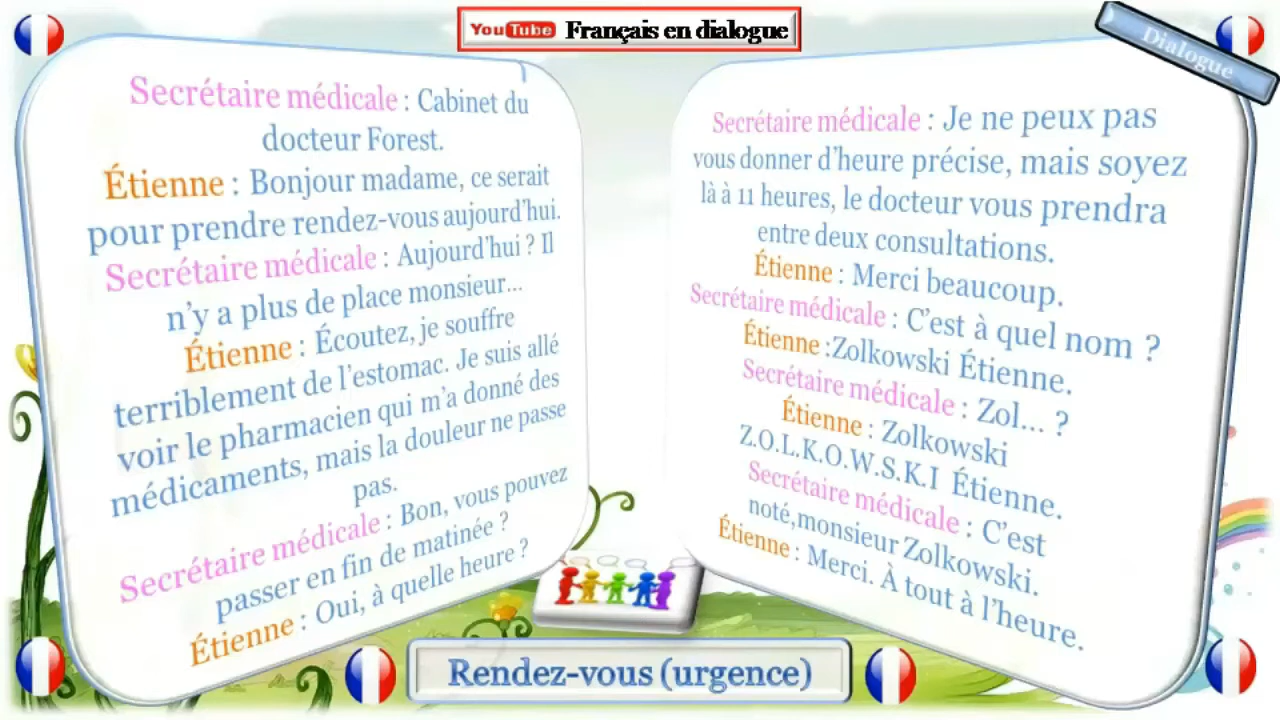 YouTube Français en dialogue
Dialogue
Secrétaire médicale : Cabinet du
docteur Forest.
Étienne : Bonjour madame, ce serait
pour prendre rendez-vous aujourd'hui.
Secrétaire médicale : Aujourd'hui ? Il
n'y a plus de place monsieur...
Étienne : Écoutez, je souffre
terriblement de l'estomac. Je suis allé
voir le pharmacien qui m'a donné des
médicaments, mais la douleur ne passe
pas.
Secrétaire médicale : Bon, vous pouvez
passer en fin de matinée ?
Étienne : Oui, à quelle heure ?
Secrétaire médicale : Je ne peux pas
vous donner d'heure précise, mais soyez
là à 11 heures, le docteur vous prendra
entre deux consultations.
Étienne : Merci beaucoup.
Secrétaire médicale : C'est à quel nom ?
Étienne :Zolkowski Étienne.
Secrétaire médicale : Zol... ?
Étienne : Zolkowski
Z.O.L.K.O.W.S.K.I Étienne.
Secrétaire médicale : C'est
noté,monsieur Zolkowski.
Étienne : Merci. À tout à l'heure.
Rendez-vous (urgence)